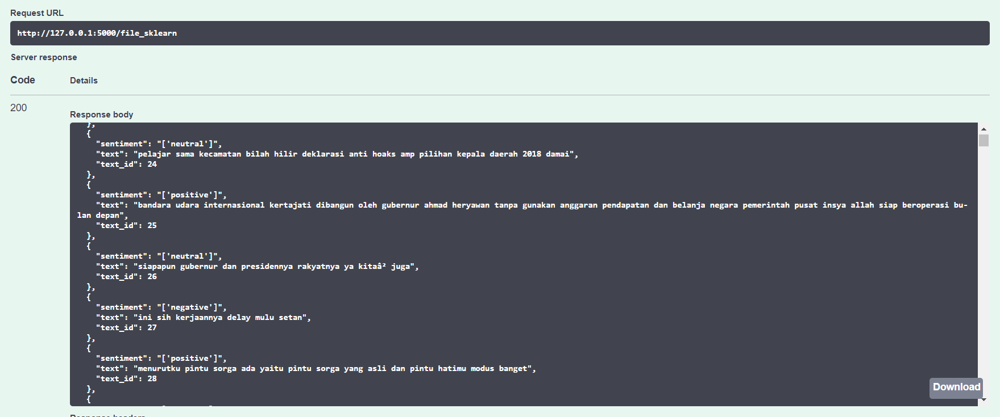 Request URL
http://127.0.0.1:5000/file_sklearn
Server response
Code Details
200
Response body
},
{
"sentiment": "['neutral']",
"text": "pelajar sama kecamatan bilah hilir deklarasi anti hoaks amp pilihan kepala daerah 2018 damai",
"text_id": 24
},
{
"sentiment": "['positive']",
"text": "bandara udara internasional kertajati dibangun oleh gubernur ahmad heryawan tanpa gunakan anggaran pendapatan dan belanja negara pemerintah pusat insya allah siap beroperasi bu-
lan depan",
"text_id": 25
},
{
"sentiment": "['neutral']",
"text": "siapapun gubernur dan presidennya rakyatnya ya kitaâ² juga",
"text_id": 26
},
{
"sentiment": "['negative']",
"text": "ini sih kerjaannya delay mulu setan",
"text_id": 27
},
{
"sentiment": "['positive']",
"text": "menurutku pintu sorga ada yaitu pintu sorga yang asli dan pintu hatimu modus banget",
"text_id": 28
},
{
Download